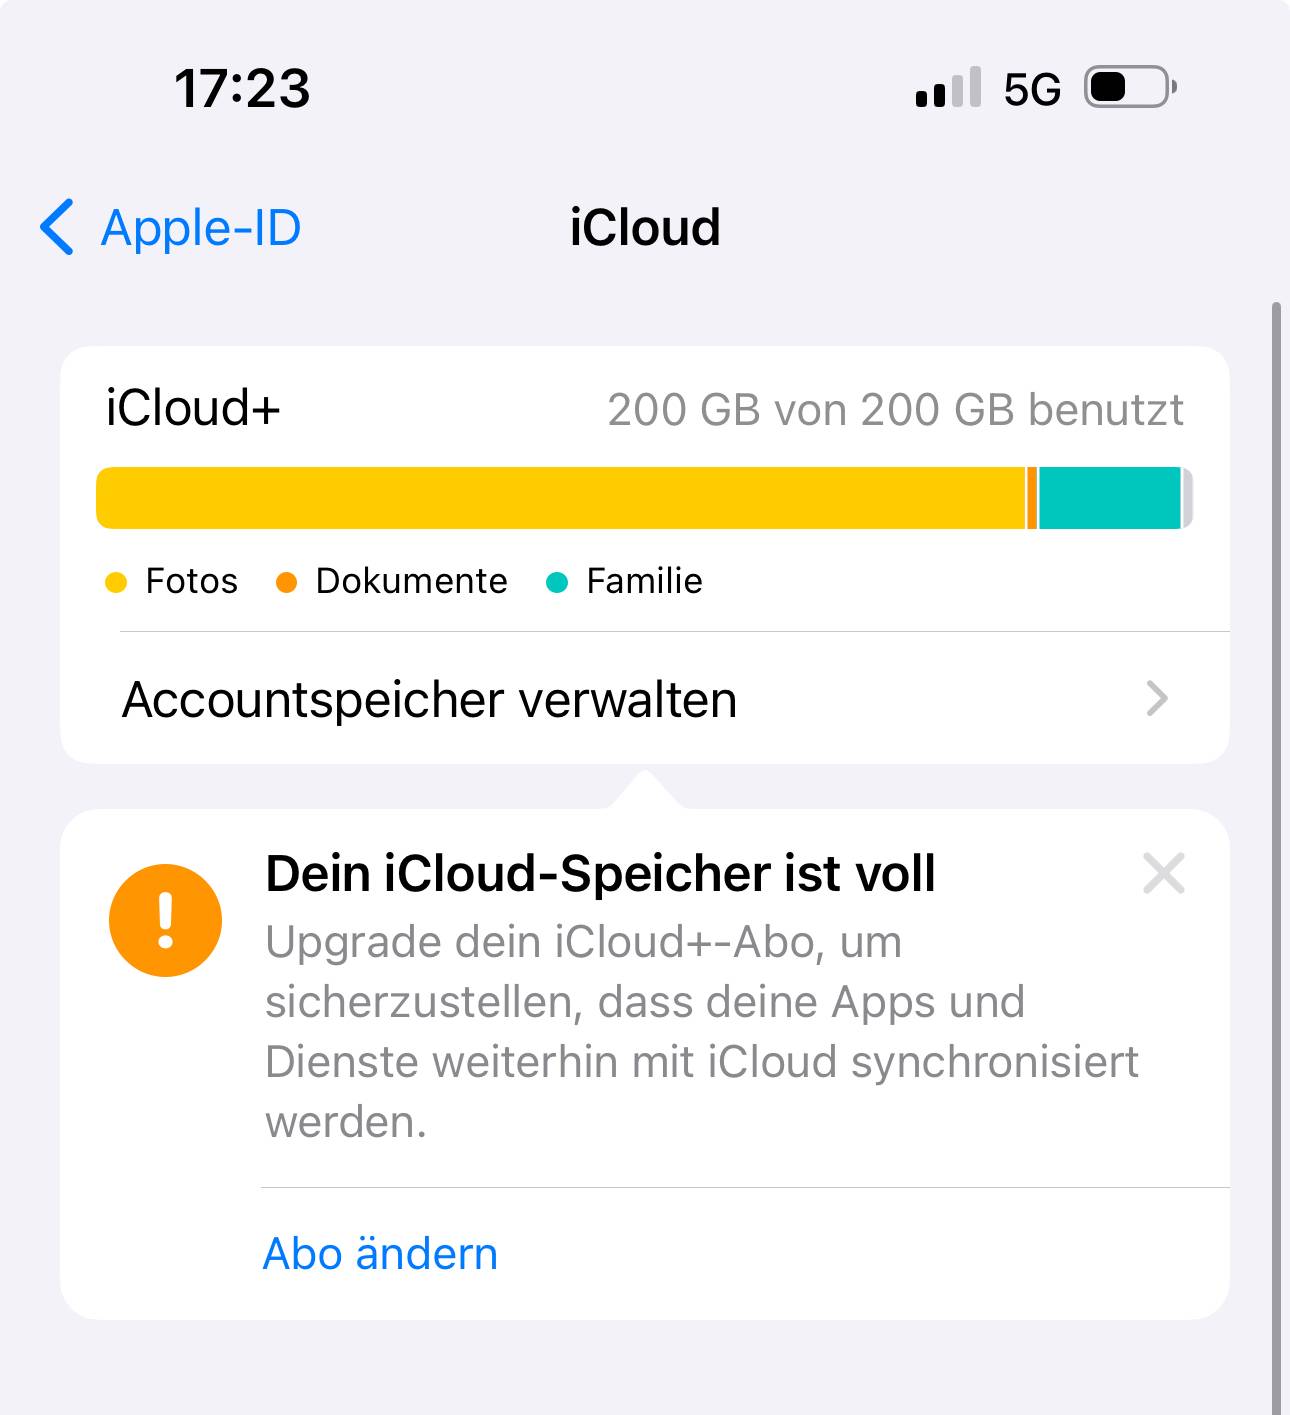 17:23 5G
Apple-ID iCloud
iCloud+ 200 GB von 200 GB benutzt
Fotos Dokumente Familie
Accountspeicher verwalten
Dein iCloud-Speicher ist voll
Upgrade dein iCloud+-Abo, um
sicherzustellen, dass deine Apps und
Dienste weiterhin mit iCloud synchronisiert
werden.
Abo ändern